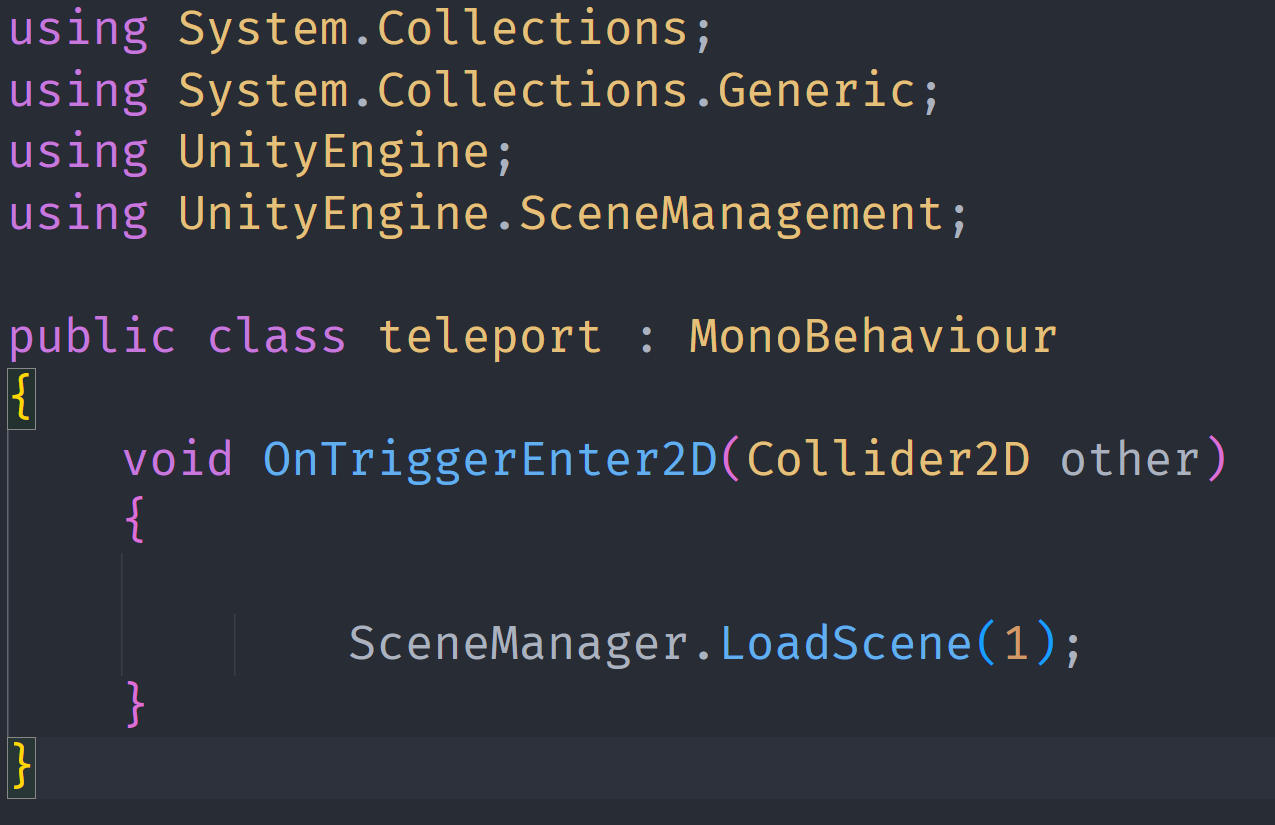 using System.Collections;
using System.Collections.Generic;
using UnityEngine;
using UnityEngine.SceneManagement;

public class teleport : MonoBehaviour
{
    void OnTriggerEnter2D(Collider2D other)
    {

            SceneManager.LoadScene(1);
    }
}